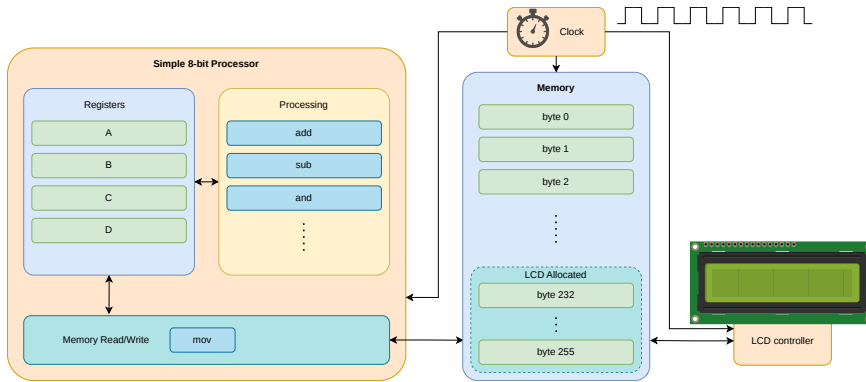 Clock
Simple 8-bit Processor
Registers
A
B
C
D
Processing
add
sub
and
Memory Read/Write
mov
Memory
byte 0
byte 1
byte 2
LCD Allocated
byte 232
byte 255
LCD controller